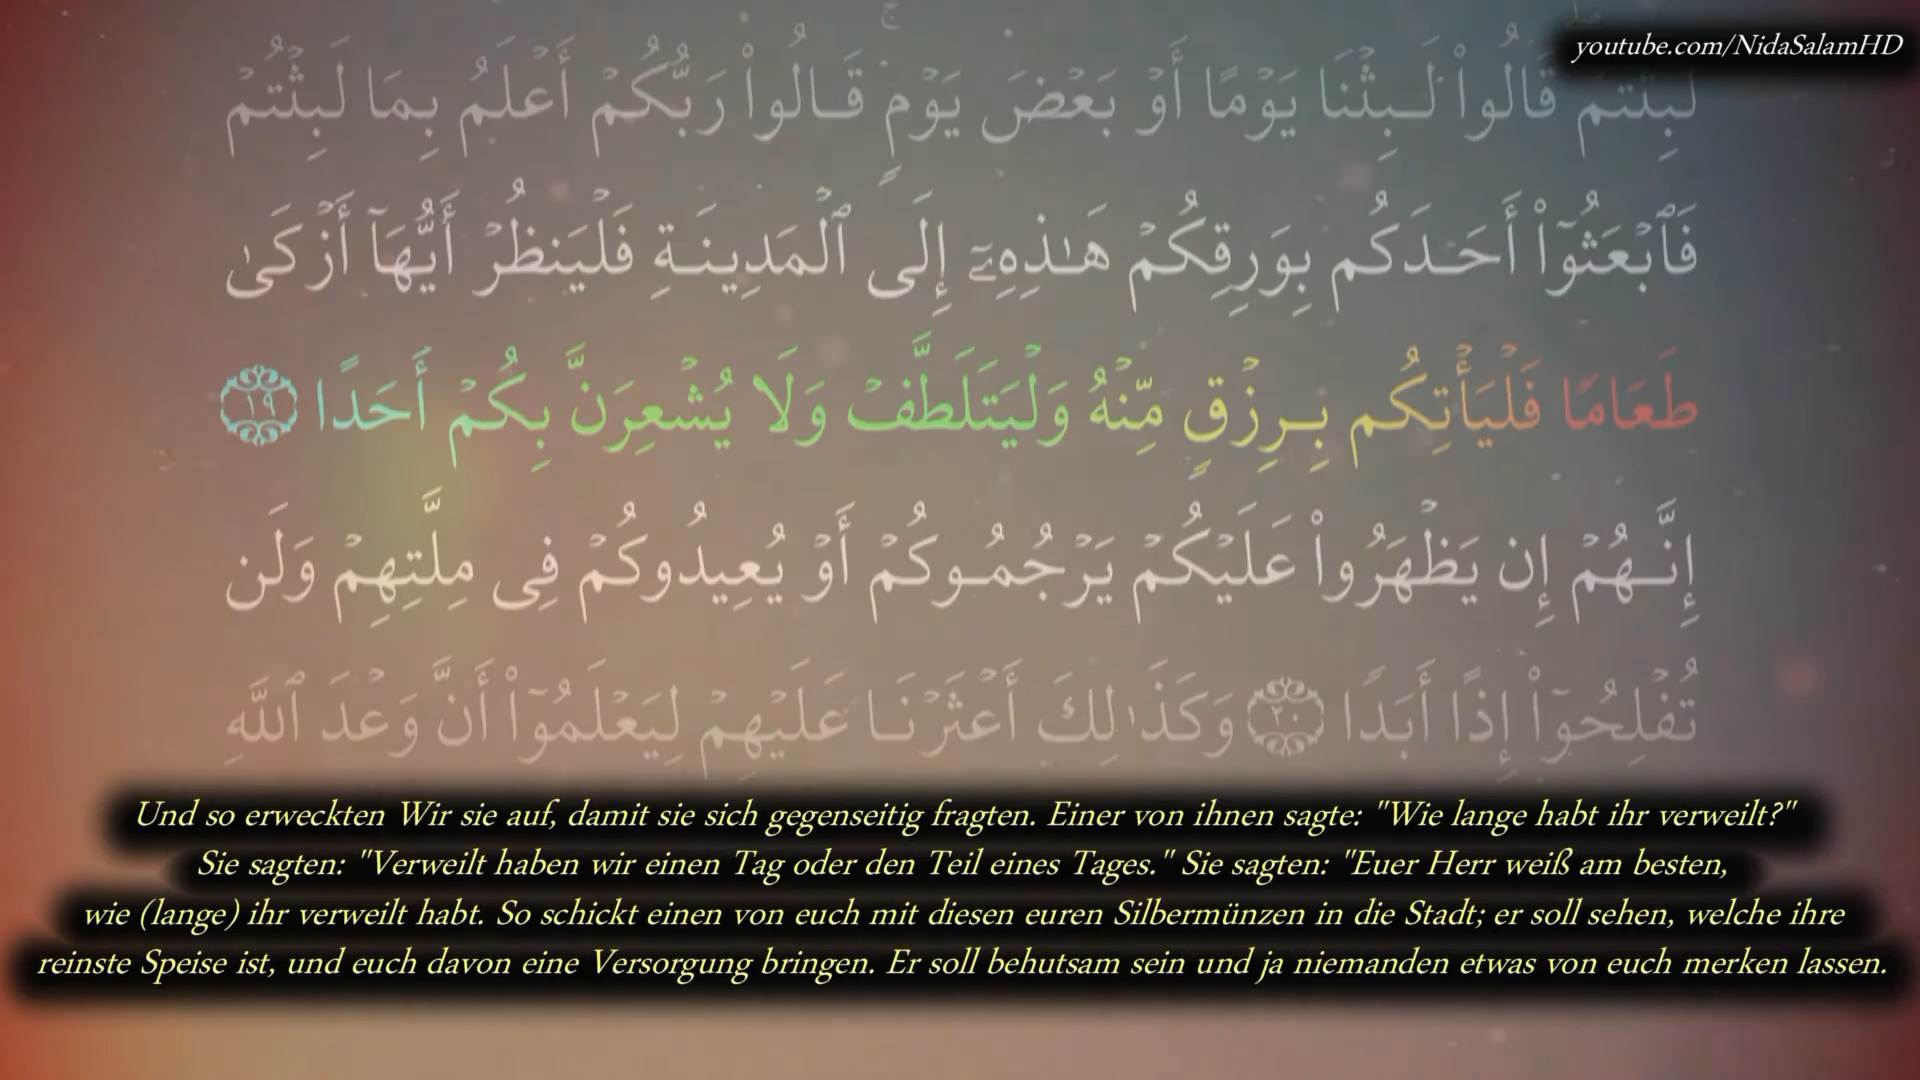 youtube.com/NidaSalamHD
لَبِثْتُمْ قَالُوا۟ لَبِثْنَا يَوْمًا أَوْ بَعْضَ يَوْمٍ قَالُوا۟ رَبُّكُمْ أَعْلَمُ بِمَا لَبِثْتُمْ
فَٱبْعَثُوٓا۟ أَحَدَكُم بِوَرِقِكُمْ هَـٰذِهِۦٓ إِلَى ٱلْمَدِينَةِ فَلْيَنظُرْ أَيُّهَآ أَزْكَىٰ
طَعَامًا فَلْيَأْتِكُم بِرِزْقٍ مِّنْهُ وَلْيَتَلَطَّفْ وَلَا يُشْعِرَنَّ بِكُمْ أَحَدًا ١٩
إِنَّهُمْ إِن يَظْهَرُوا۟ عَلَيْكُمْ يَرْجُمُوكُمْ أَوْ يُعِيدُوكُمْ فِى مِلَّتِهِمْ وَلَن
تُفْلِحُوٓا۟ إِذًا أَبَدًا ٢٠ وَكَذَٰلِكَ أَعْثَرْنَا عَلَيْهِمْ لِيَعْلَمُوٓا۟ أَنَّ وَعْدَ ٱللَّهِ
Und so erweckten Wir sie auf, damit sie sich gegenseitig fragten. Einer von ihnen sagte: "Wie lange habt ihr verweilt?"
Sie sagten: "Verweilt haben wir einen Tag oder den Teil eines Tages." Sie sagten: "Euer Herr weiß am besten,
wie (lange) ihr verweilt habt. So schickt einen von euch mit diesen euren Silbermünzen in die Stadt; er soll sehen, welche ihre
reinste Speise ist, und euch davon eine Versorgung bringen. Er soll behutsam sein und ja niemanden etwas von euch merken lassen.